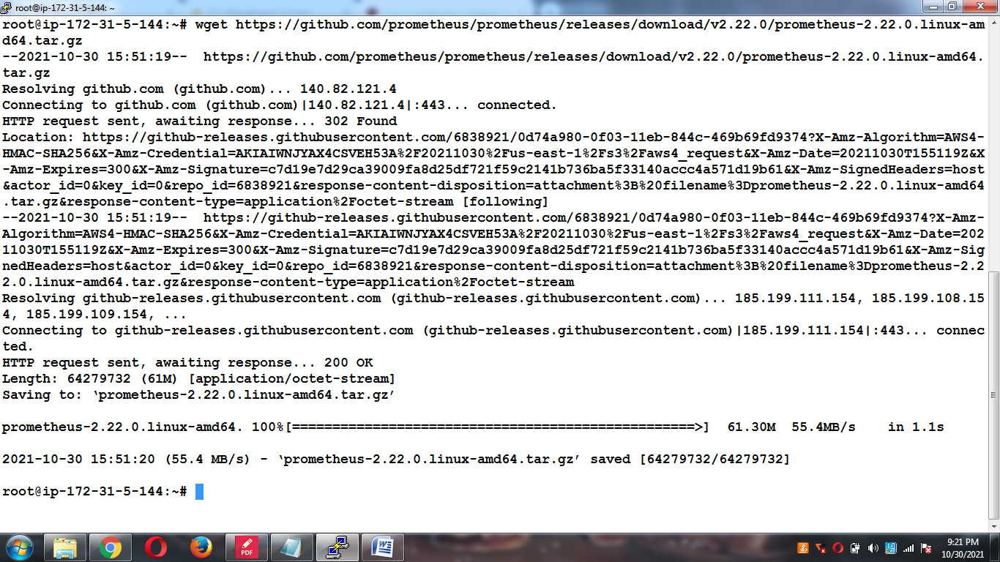 root@ip-172-31-5-144: ~
root@ip-172-31-5-144:~# wget https://github.com/prometheus/prometheus/releases/download/v2.22.0/prometheus-2.22.0.linux-am
d64.tar.gz
--2021-10-30 15:51:19--  https://github.com/prometheus/prometheus/releases/download/v2.22.0/prometheus-2.22.0.linux-amd64.
tar.gz
Resolving github.com (github.com)... 140.82.121.4
Connecting to github.com (github.com)|140.82.121.4|:443... connected.
HTTP request sent, awaiting response... 302 Found
Location: https://github-releases.githubusercontent.com/6838921/0d74a980-0f03-11eb-844c-469b69fd9374?X-Amz-Algorithm=AWS4-
HMAC-SHA256&X-Amz-Credential=AKIAIWNJYAX4CSVEH53A%2F20211030%2Fus-east-1%2Fs3%2Faws4_request&X-Amz-Date=20211030T155119Z&X
-Amz-Expires=300&X-Amz-Signature=c7d19e7d29ca39009fa8d25df721f59c2141b736ba5f33140accc4a571d19b61&X-Amz-SignedHeaders=host
&actor_id=0&key_id=0&repo_id=6838921&response-content-disposition=attachment%3B%20filename%3Dprometheus-2.22.0.linux-amd64
.tar.gz&response-content-type=application%2Foctet-stream [following]
--2021-10-30 15:51:19--  https://github-releases.githubusercontent.com/6838921/0d74a980-0f03-11eb-844c-469b69fd9374?X-Amz-
Algorithm=AWS4-HMAC-SHA256&X-Amz-Credential=AKIAIWNJYAX4CSVEH53A%2F20211030%2Fus-east-1%2Fs3%2Faws4_request&X-Amz-Date=202
11030T155119Z&X-Amz-Expires=300&X-Amz-Signature=c7d19e7d29ca39009fa8d25df721f59c2141b736ba5f33140accc4a571d19b61&X-Amz-Sig
nedHeaders=host&actor_id=0&key_id=0&repo_id=6838921&response-content-disposition=attachment%3B%20filename%3Dprometheus-2.2
2.0.linux-amd64.tar.gz&response-content-type=application%2Foctet-stream
Resolving github-releases.githubusercontent.com (github-releases.githubusercontent.com)... 185.199.111.154, 185.199.108.15
4, 185.199.109.154, ...
Connecting to github-releases.githubusercontent.com (github-releases.githubusercontent.com)|185.199.111.154|:443... connec
ted.
HTTP request sent, awaiting response... 200 OK
Length: 64279732 (61M) [application/octet-stream]
Saving to: ‘prometheus-2.22.0.linux-amd64.tar.gz’
prometheus-2.22.0.linux-amd64. 100%[==================================================>]  61.30M  55.4MB/s    in 1.1s
2021-10-30 15:51:20 (55.4 MB/s) - ‘prometheus-2.22.0.linux-amd64.tar.gz’ saved [64279732/64279732]
root@ip-172-31-5-144:~#
PDF
9:21 PM
10/30/2021